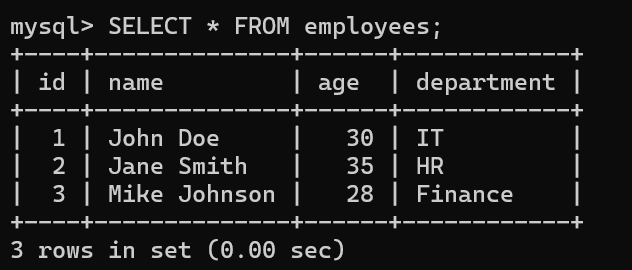 mysql> SELECT * FROM employees;
+----+--------------+------+------------+
| id | name         | age  | department |
+----+--------------+------+------------+
|  1 | John Doe     |   30 | IT         |
|  2 | Jane Smith   |   35 | HR         |
|  3 | Mike Johnson |   28 | Finance    |
+----+--------------+------+------------+
3 rows in set (0.00 sec)